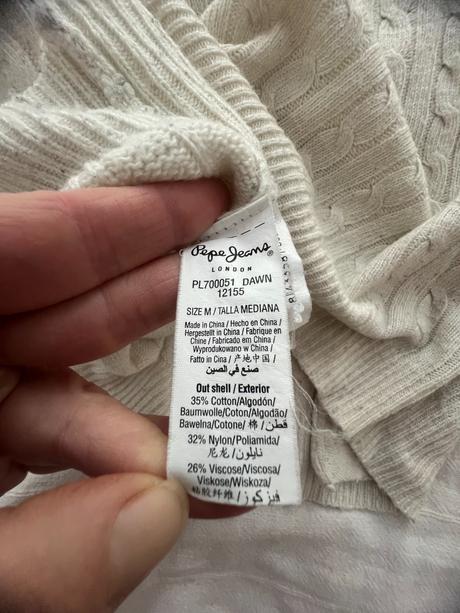 Pepe Jeans®
LONDON
PL700051 DAWN
12155
SIZE M / TALLA MEDIANA
Made in China / Hecho en China /
Hergestellt in China / Fabrique en
Chine / Fabricado em China /
Wyprodukowano w China /
Fatto in Cina / 产地中国 /
صنع في الصين
Out shell / Exterior
35% Cotton/Algodón/
Baumwolle/Coton/Algodão/
Bawełna/Cotone/ 棉 / قطن/
32% Nylon/Poliamida/
尼龙 / نايلون/
26% Viscose/Viscosa/
Viskose/Wiskoza/
粘胶纤维 / فيزكوز/